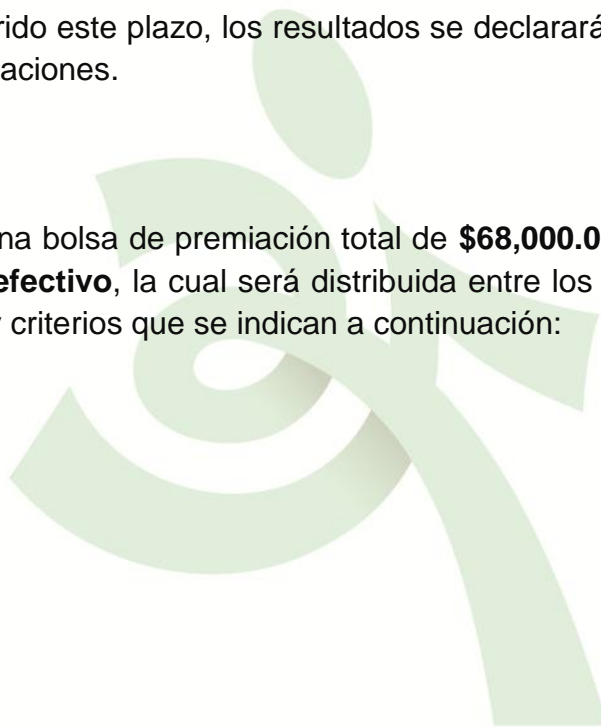 rido este plazo, los resultados se declarará
aciones.
na bolsa de premiación total de $68,000.0
efectivo, la cual será distribuida entre los
criterios que se indican a continuación: